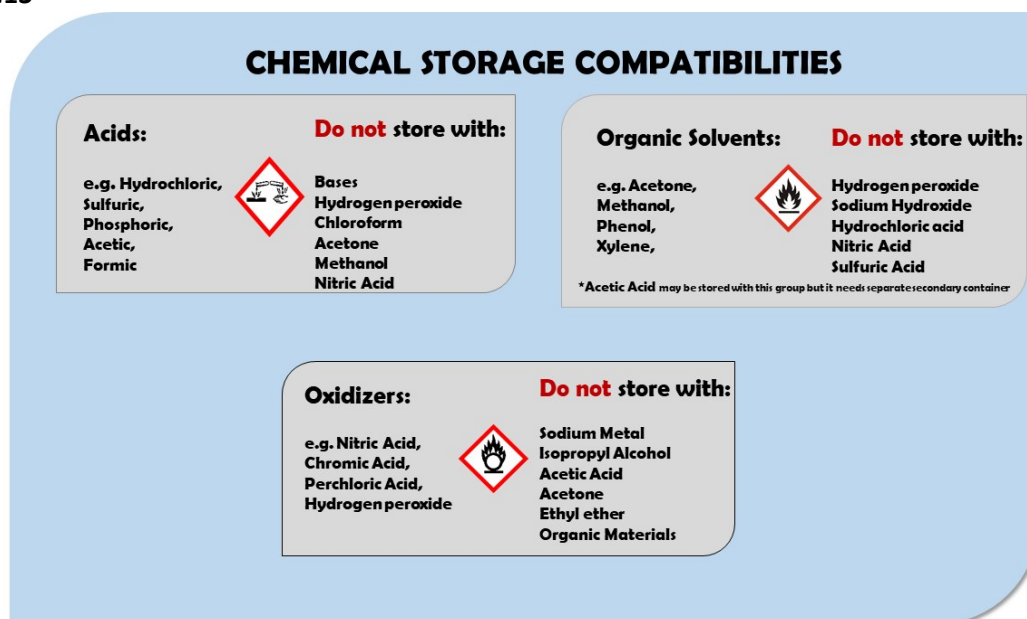 CHEMICAL STORAGE COMPATIBILITIES
Acids:
e.g. Hydrochloric,
Sulfuric,
Phosphoric,
Acetic,
Formic
Do not store with:
Bases
Hydrogen peroxide
Chloroform
Acetone
Methanol
Nitric Acid
Organic Solvents:
e.g. Acetone,
Methanol,
Phenol,
Xylene,
Do not store with:
Hydrogen peroxide
Sodium Hydroxide
Hydrochloric acid
Nitric Acid
Sulfuric Acid
*Acetic Acid may be stored with this group but it needs separate secondary container
Oxidizers:
e.g. Nitric Acid,
Chromic Acid,
Perchloric Acid,
Hydrogen peroxide
Do not store with:
Sodium Metal
Isopropyl Alcohol
Acetic Acid
Acetone
Ethyl ether
Organic Materials